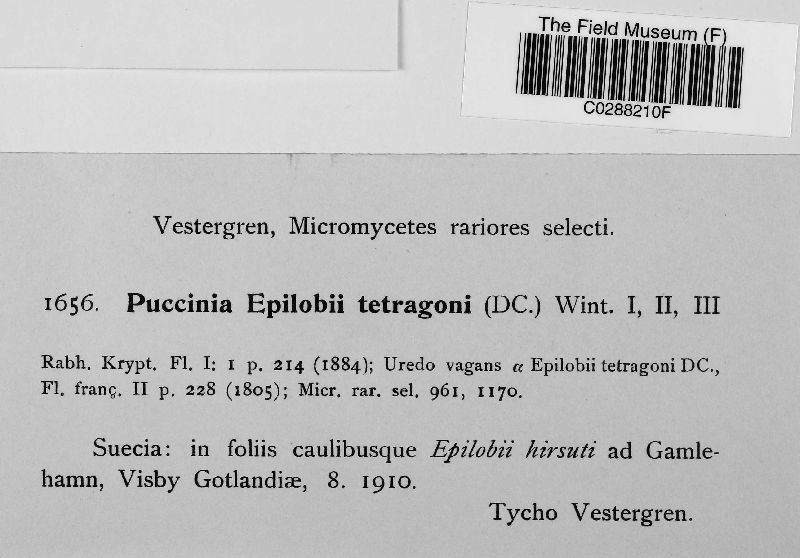 The Field Museum (F)
C0288210F
Vestergren, Micromycetes rariores selecti.
1656. Puccinia Epilobii tetragoni (DC.) Wint. I, II, III
Rabh. Krypt. Fl. I: 1 p. 214 (1884); Uredo vagans α Epilobii tetragoni DC.,
Fl. franç. II p. 228 (1805); Micr. rar. sel. 961, 1170.
Suecia: in foliis caulibusque Epilobii hirsuti ad Gamle-
hamn, Visby Gotlandiæ, 8. 1910.
Tycho Vestergren.